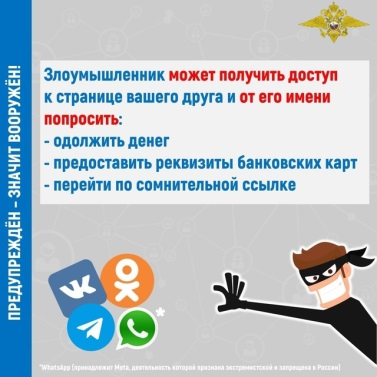 ПРЕДУПРЕЖДЁН – ЗНАЧИТ ВООРУЖЁН!
Злоумышленник может получить доступ
к странице вашего друга и от его имени
попросить:
- одолжить денег
- предоставить реквизиты банковских карт
- перейти по сомнительной ссылке
*
*WhatsApp (принадлежит Мета, деятельность которой признана экстремистской и запрещена в России)